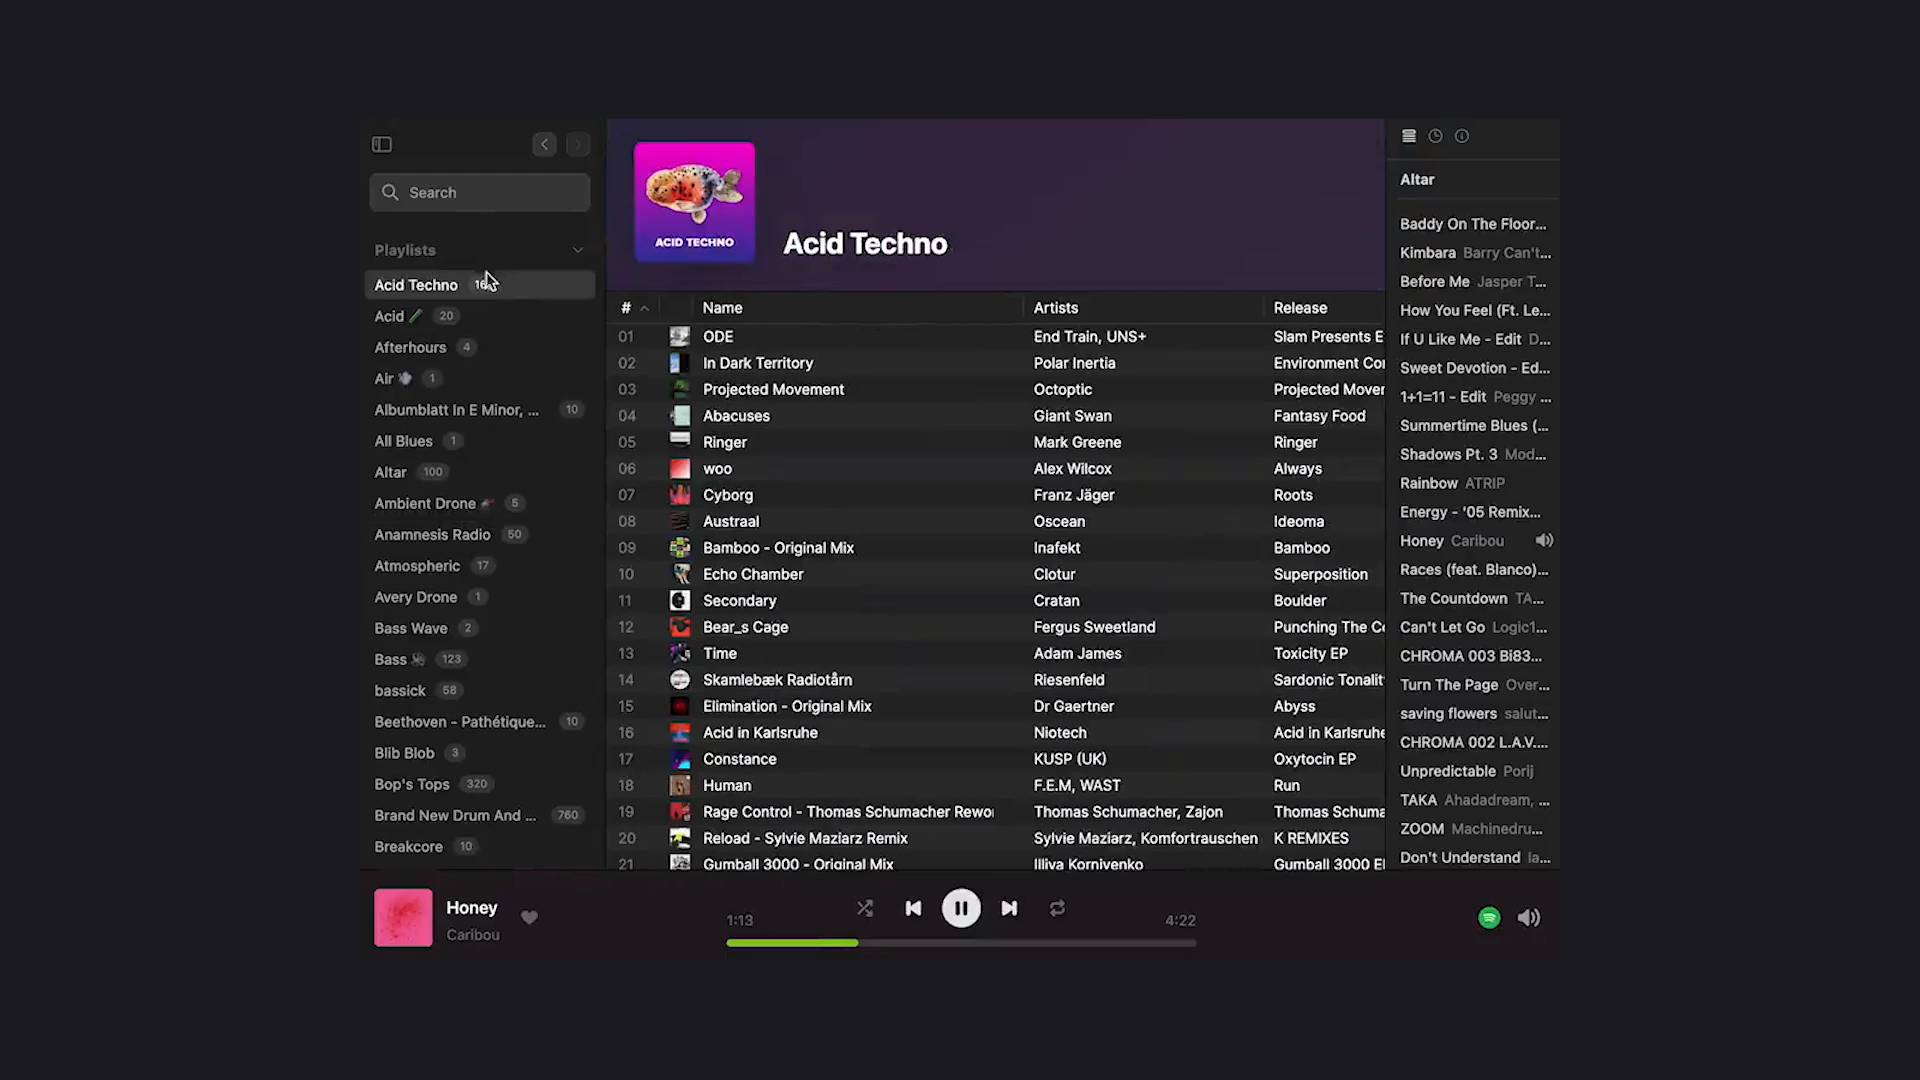 Search
Playlists
Acid Techno
Acid 20
Afterhours 4
Air 1
Albumblatt In E Minor, ... 10
All Blues 1
Altar 100
Ambient Drone 5
Anamnesis Radio 50
Atmospheric 17
Avery Drone 1
Bass Wave 2
Bass 123
bassick 58
Beethoven - Pathétique... 10
Blib Blob 3
Bop's Tops 320
Brand New Drum And ... 760
Breakcore 10
ACID TECHNO
Acid Techno
# Name Artists Release
01 ODE End Train, UNS+ Slam Presents E
02 In Dark Territory Polar Inertia Environment Co
03 Projected Movement Octoptic Projected Mover
04 Abacuses Giant Swan Fantasy Food
05 Ringer Mark Greene Ringer
06 woo Alex Wilcox Always
07 Cyborg Franz Jäger Roots
08 Austraal Oscean Ideoma
09 Bamboo - Original Mix Inafekt Bamboo
10 Echo Chamber Clotur Superposition
11 Secondary Cratan Boulder
12 Bear_s Cage Fergus Sweetland Punching The C
13 Time Adam James Toxicity EP
14 Skamlebæk Radiotårn Riesenfeld Sardonic Tonalit
15 Elimination - Original Mix Dr Gaertner Abyss
16 Acid in Karlsruhe Niotech Acid in Karlsruhe
17 Constance KUSP (UK) Oxytocin EP
18 Human F.E.M, WAST Run
19 Rage Control - Thomas Schumacher Rewor Thomas Schumacher, Zajon Thomas Schuma
20 Reload - Sylvie Maziarz Remix Sylvie Maziarz, Komfortrauschen K REMIXES
21 Gumball 3000 - Original Mix Illiya Kornivenko Gumball 3000 E
Altar
Baddy On The Floor...
Kimbara Barry Can't...
Before Me Jasper T...
How You Feel (Ft. Le...
If U Like Me - Edit D...
Sweet Devotion - Ed...
1+1=11 - Edit Peggy ...
Summertime Blues (...
Shadows Pt. 3 Mod...
Rainbow ATRIP
Energy - '05 Remix...
Honey Caribou
Races (feat. Blanco)...
The Countdown TA...
Can't Let Go Logic1...
CHROMA 003 Bi83...
Turn The Page Over...
saving flowers salut...
CHROMA 002 L.A.V....
Unpredictable Porij
TAKA Ahadadream, ...
ZOOM Machinedru...
Don't Understand la...
Honey
Caribou
1:13
4:22